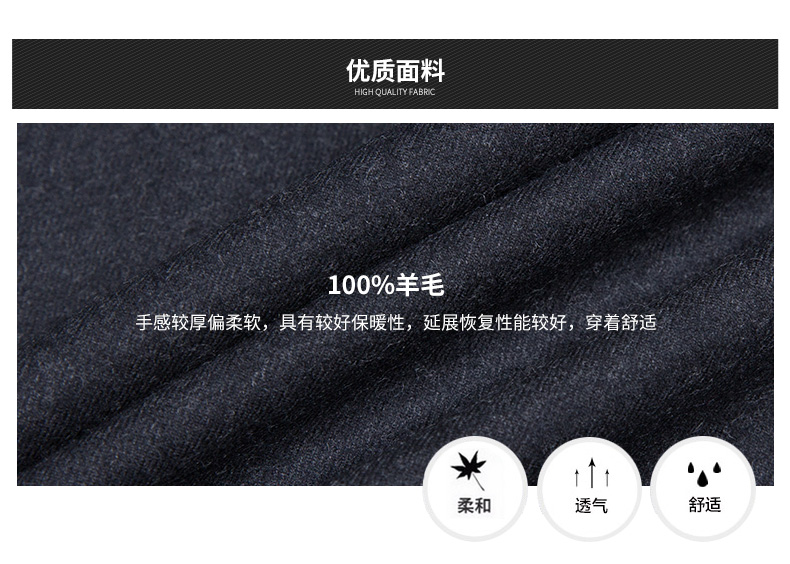 优质面料
HIGH QUALITY FABRIC
100%羊毛
手感较厚偏柔软，具有较好保暖性，延展恢复性能较好，穿着舒适
柔和
透气
舒适